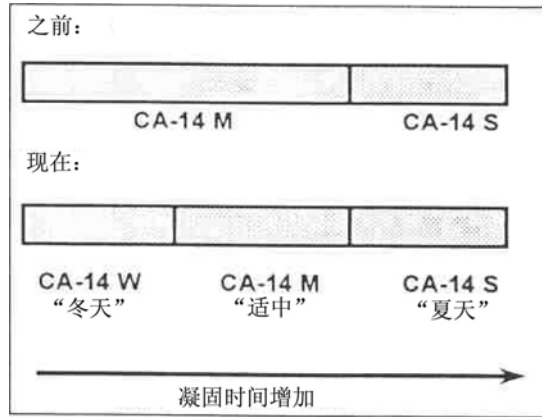 之前：
CA-14 M CA-14 S
现在：
CA-14 W CA-14 M CA-14 S
“冬天” “适中” “夏天”
凝固时间增加